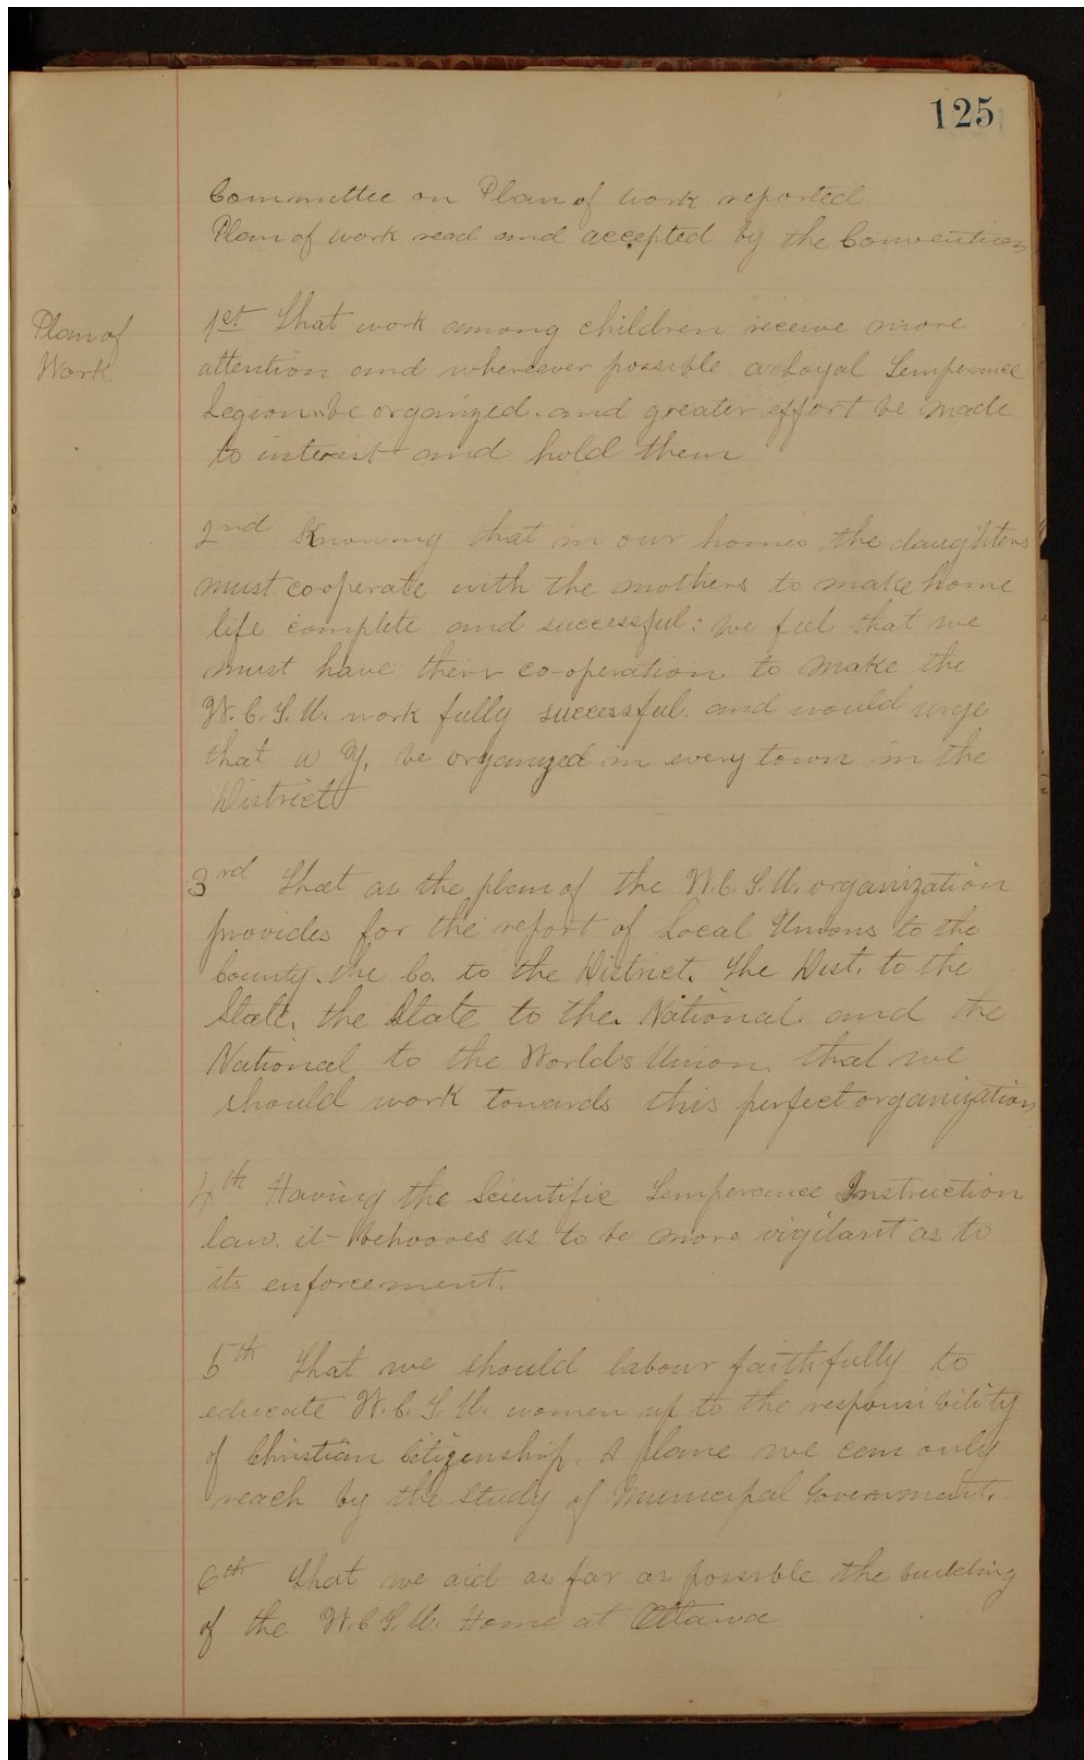 125
Committee on Plan of work reported
Plan of work read and accepted by the Convention
Plan of
Work
1st That work among children receive more
attention and whereever possible a Loyal Temperance
Legion be organized and greater effort be made
to interest and hold them
2nd Knowing that in our homes the daughters
must cooperate with the mothers to make home
life complete and successful: we feel that we
must have their co-operation to make the
W.C.T.U. work fully successful. and would urge
that a Y. be organized in every town in the
District
3rd That as the plan of the W.C.T.U. organization
provides for the report of Local Unions to the
County. the Co. to the District. The Dist. to the
State. the State to the National. and the
National to the World's Union. that we
should work towards this perfect organization
4th Having the Scientific Temperance Instruction
law. it behooves us to be more vigilant as to
its enforcement.
5th That we should labour faithfully to
educate W.C.T.U. women up to the responsibility
of Christian Citizenship. A plane we can only
reach by the study of Municipal Government.
6th That we aid as far as possible the building
of the W.C.T.U. Home at Ottawa